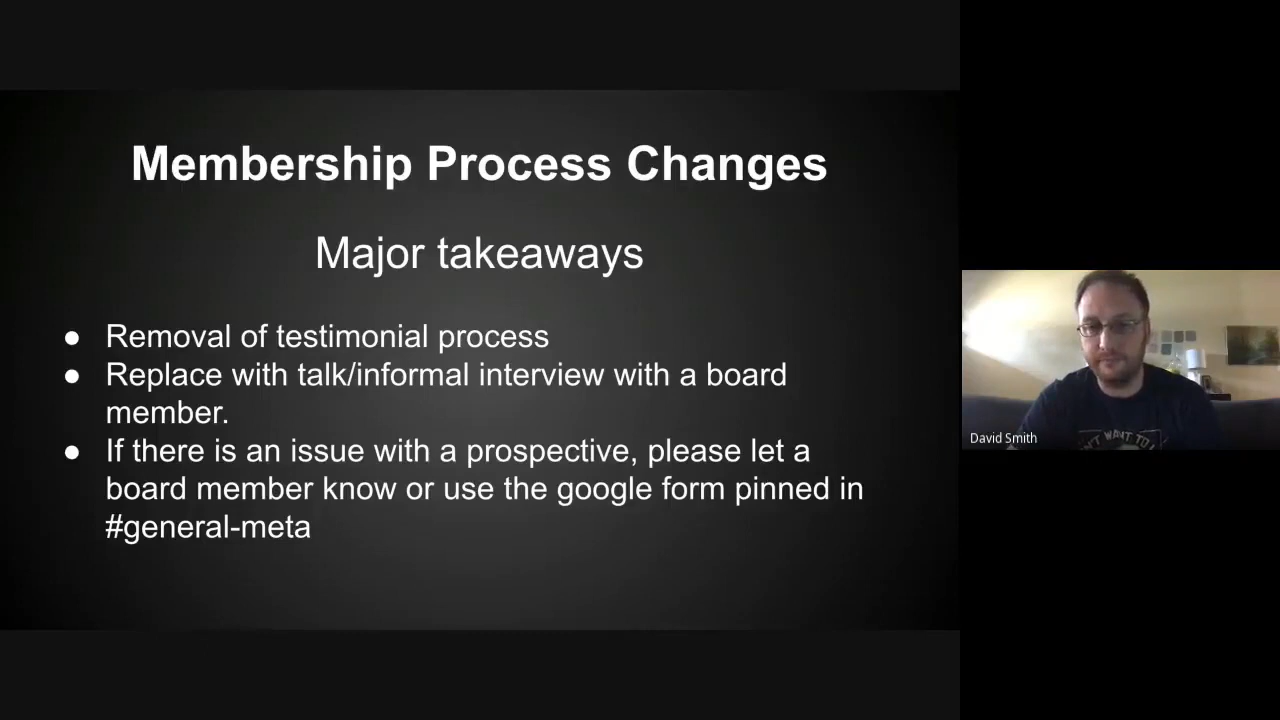 Membership Process Changes
Major takeaways
● Removal of testimonial process
● Replace with talk/informal interview with a board
member.
● If there is an issue with a prospective, please let a
board member know or use the google form pinned in
#general-meta
David Smith
WANT TO